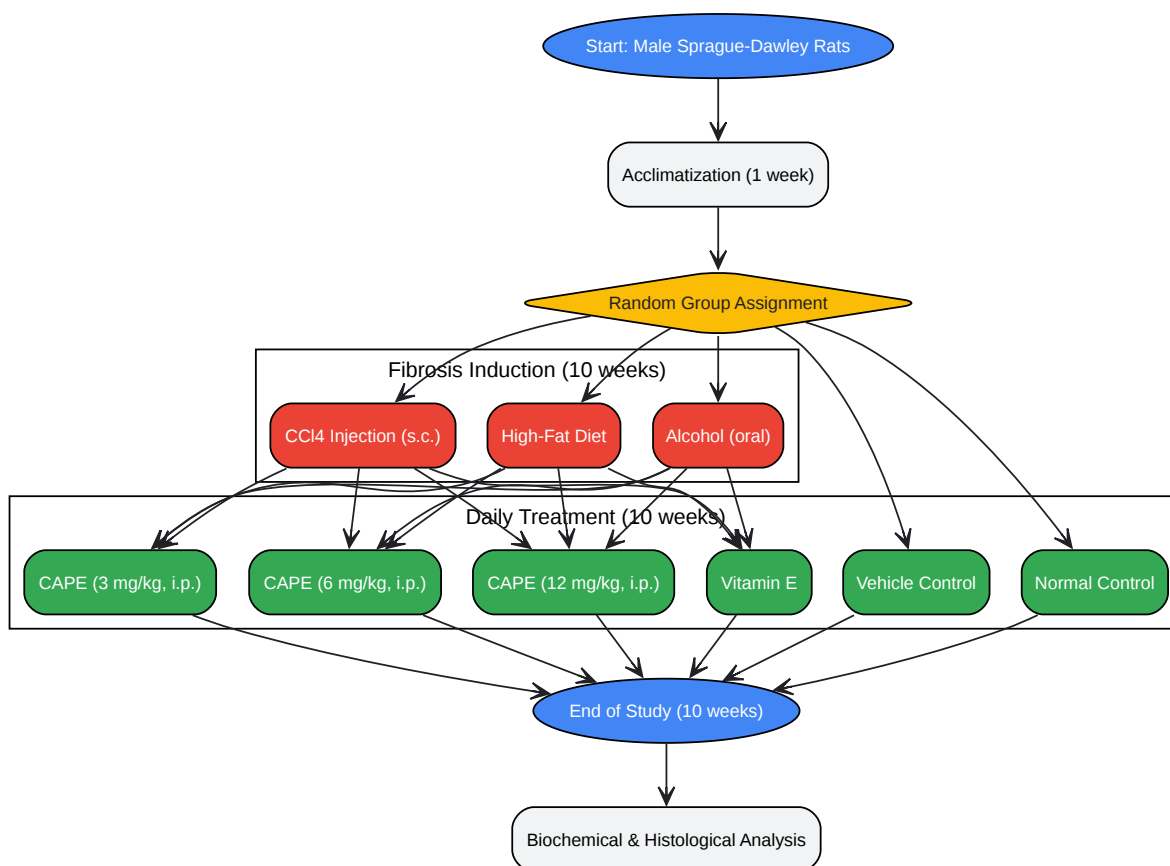 Start: Male Sprague-Dawley Rats
Acclimatization (1 week)
Random Group Assignment
Fibrosis Induction (10 weeks)
CCl4 Injection (s.c.)
High-Fat Diet
Alcohol (oral)
Daily Treatment (10 weeks)
CAPE (3 mg/kg, i.p.)
CAPE (6 mg/kg, i.p.)
CAPE (12 mg/kg, i.p.)
Vitamin E
Vehicle Control
Normal Control
End of Study (10 weeks)
Biochemical & Histological Analysis